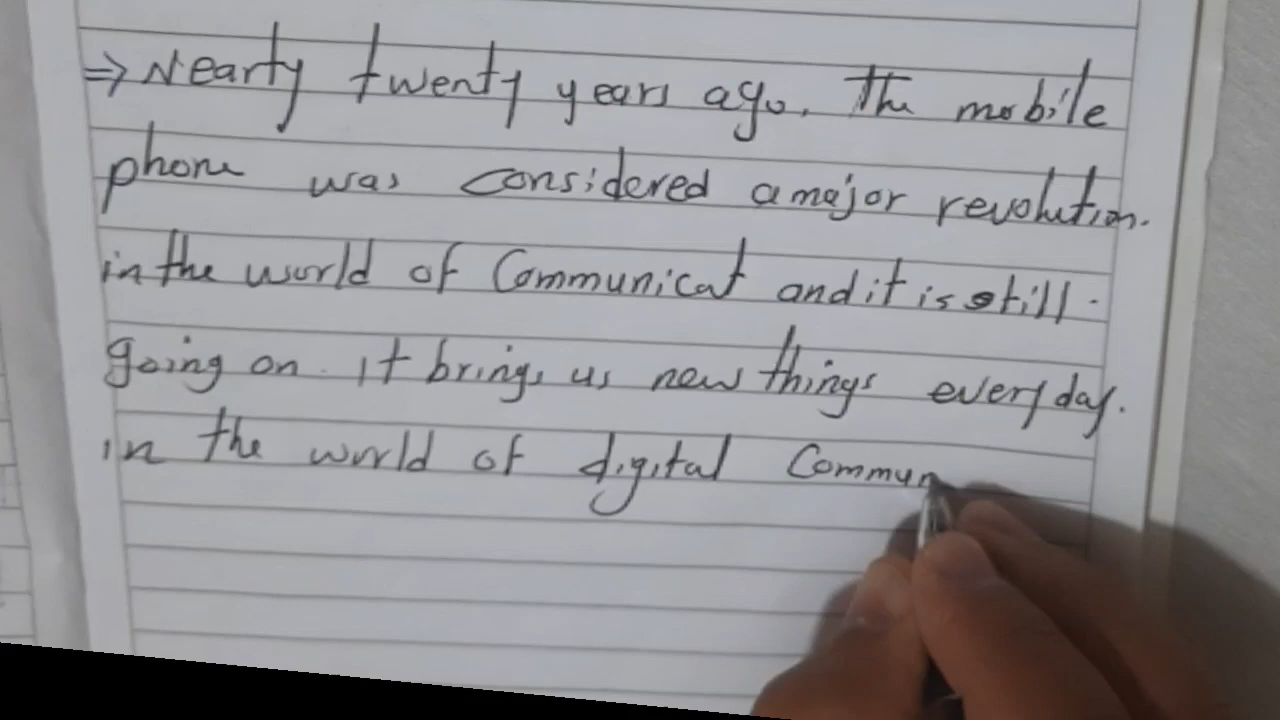 ⇒ Nearty twenty years ago. The mobile
phone was considered a major revolution.
in the world of Communicat and it is still.
going on. it brings us new things every day.
in the world of digital Commun